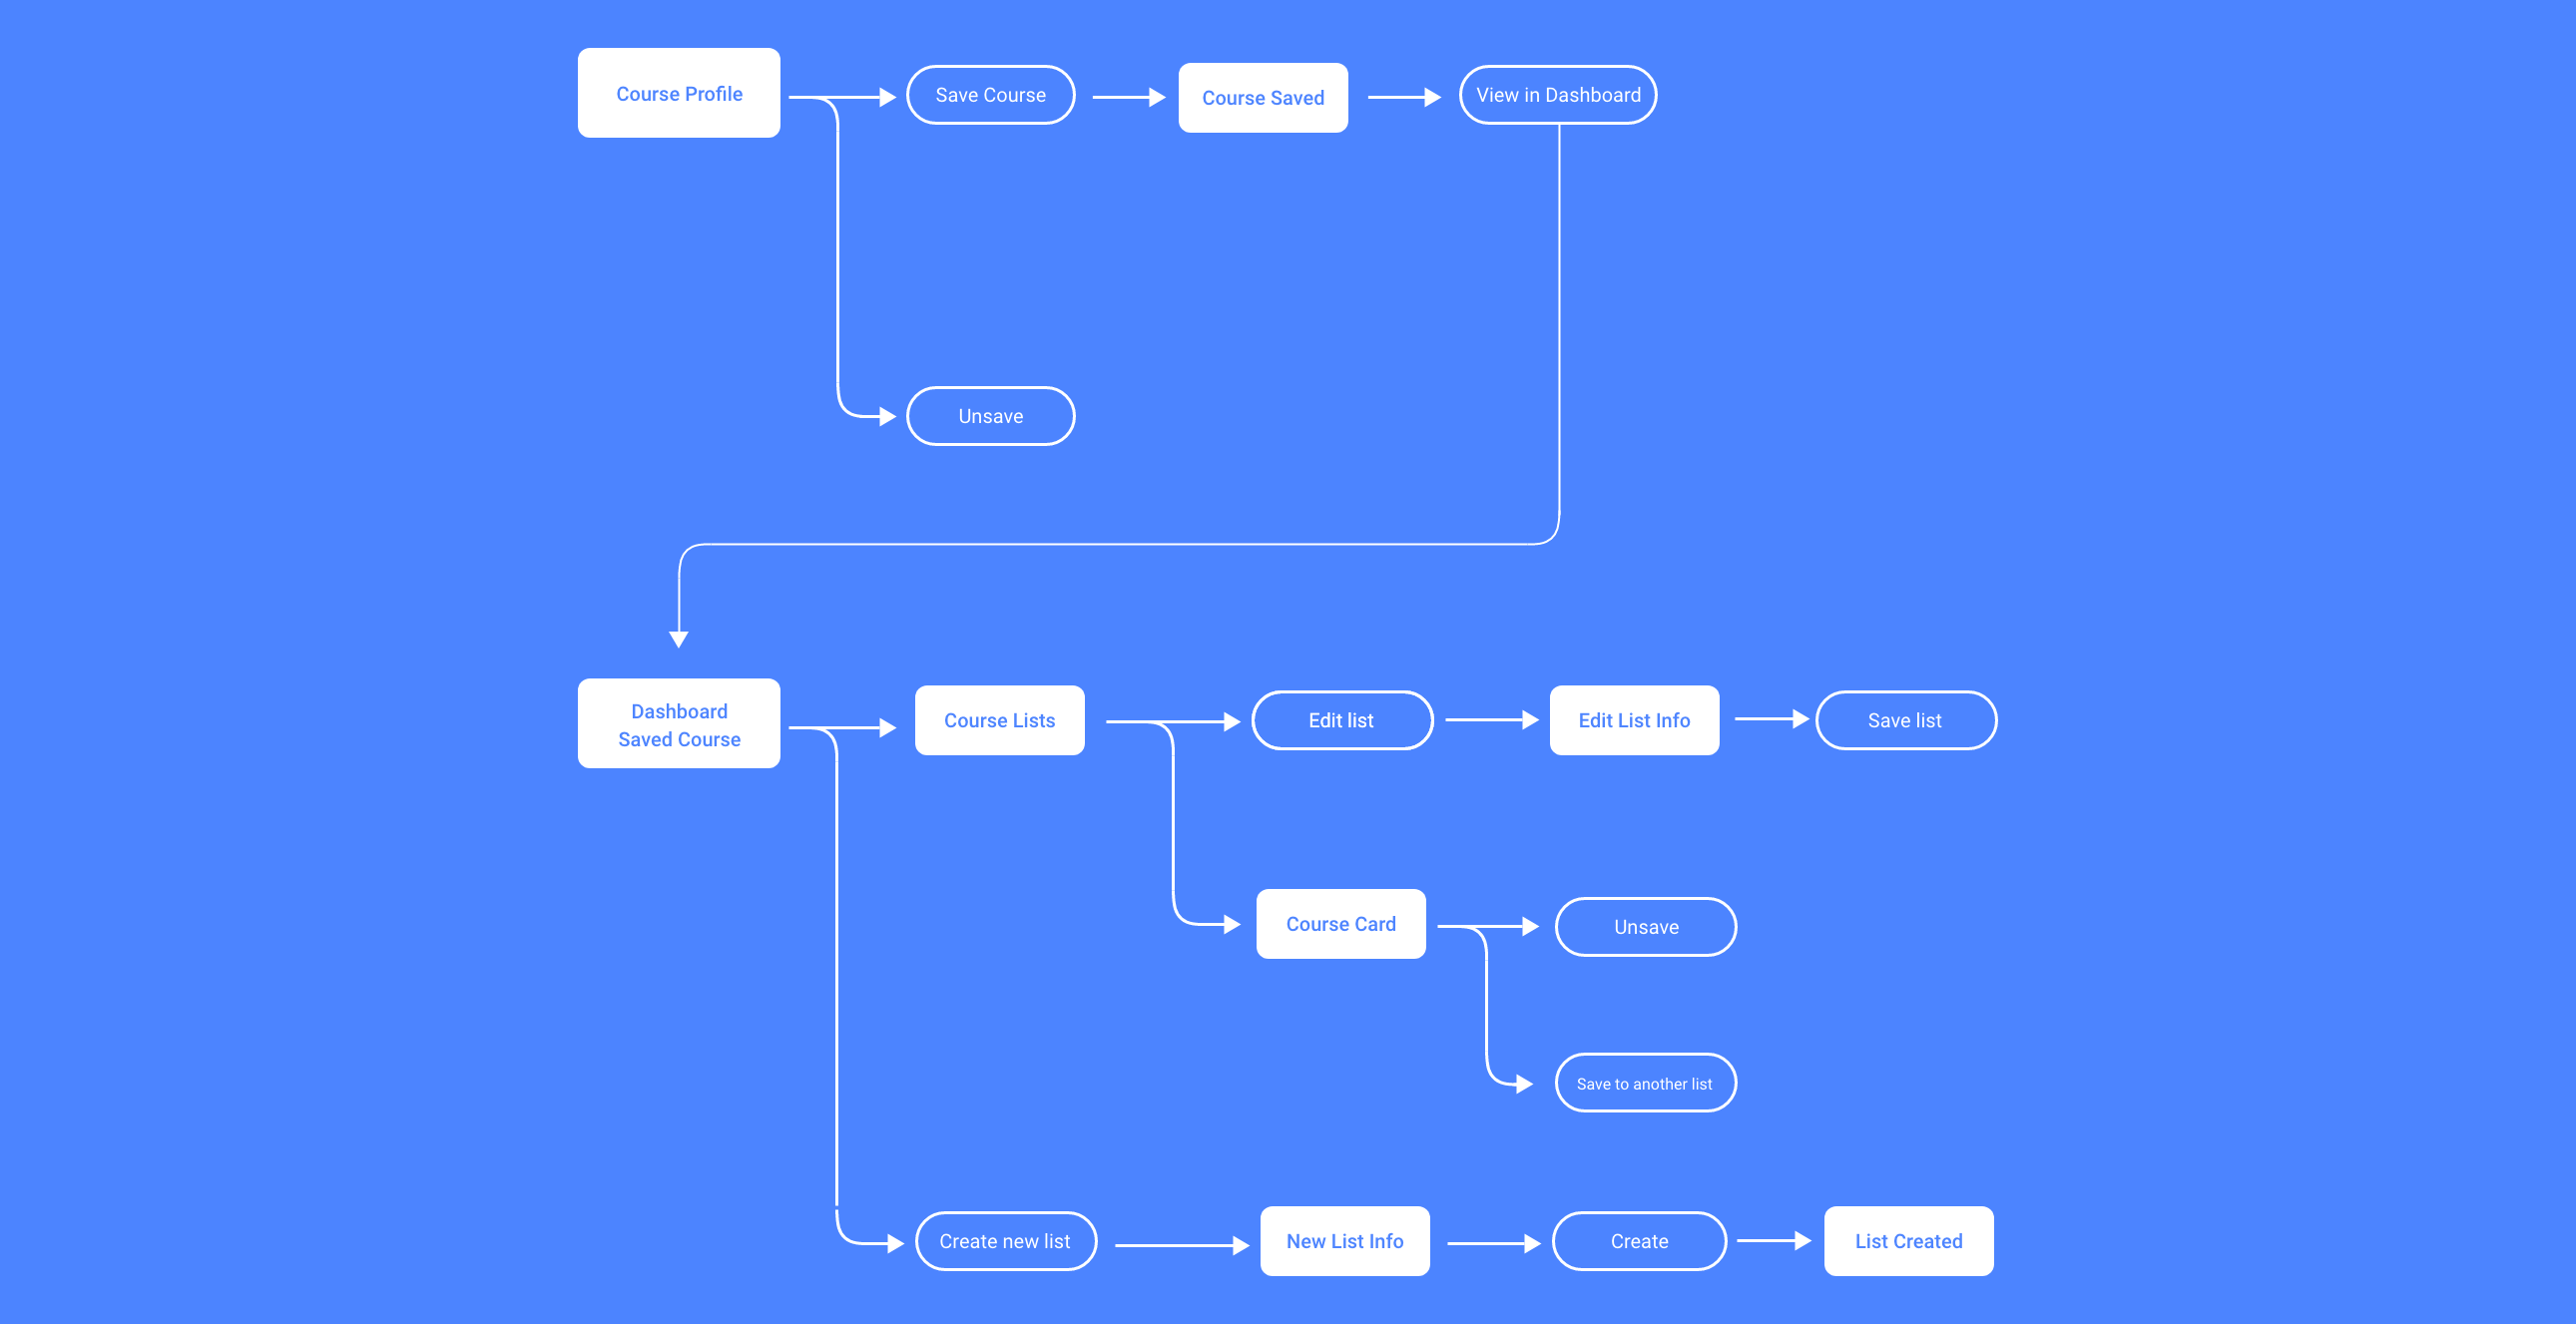 Course Profile
Save Course
Course Saved
View in Dashboard
Unsave
Dashboard
Saved Course
Course Lists
Edit list
Edit List Info
Save list
Course Card
Unsave
Save to another list
Create new list
New List Info
Create
List Created